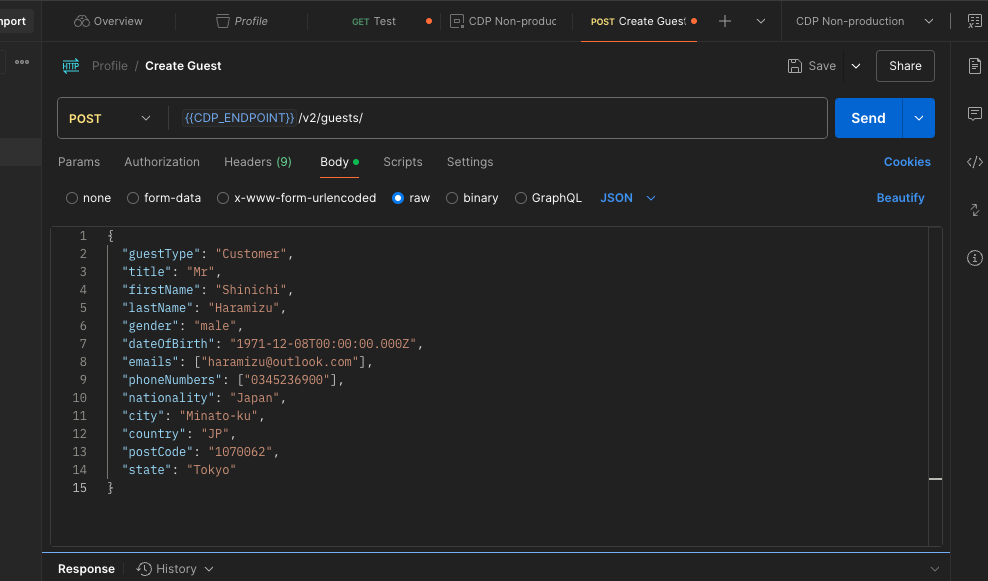 mport
Overview
Profile
GET Test
CDP Non-produc
POST Create Guest
CDP Non-production
HTTP Profile / Create Guest
Save
Share
POST
{{CDP_ENDPOINT}} /v2/guests/
Send
Params Authorization Headers (9) Body Scripts Settings Cookies
none form-data x-www-form-urlencoded raw binary GraphQL JSON Beautify
1 {
2 "guestType": "Customer",
3 "title": "Mr",
4 "firstName": "Shinichi",
5 "lastName": "Haramizu",
6 "gender": "male",
7 "dateOfBirth": "1971-12-08T00:00:00.000Z",
8 "emails": ["haramizu@outlook.com"],
9 "phoneNumbers": ["0345236900"],
10 "nationality": "Japan",
11 "city": "Minato-ku",
12 "country": "JP",
13 "postCode": "1070062",
14 "state": "Tokyo"
15 }
Response History